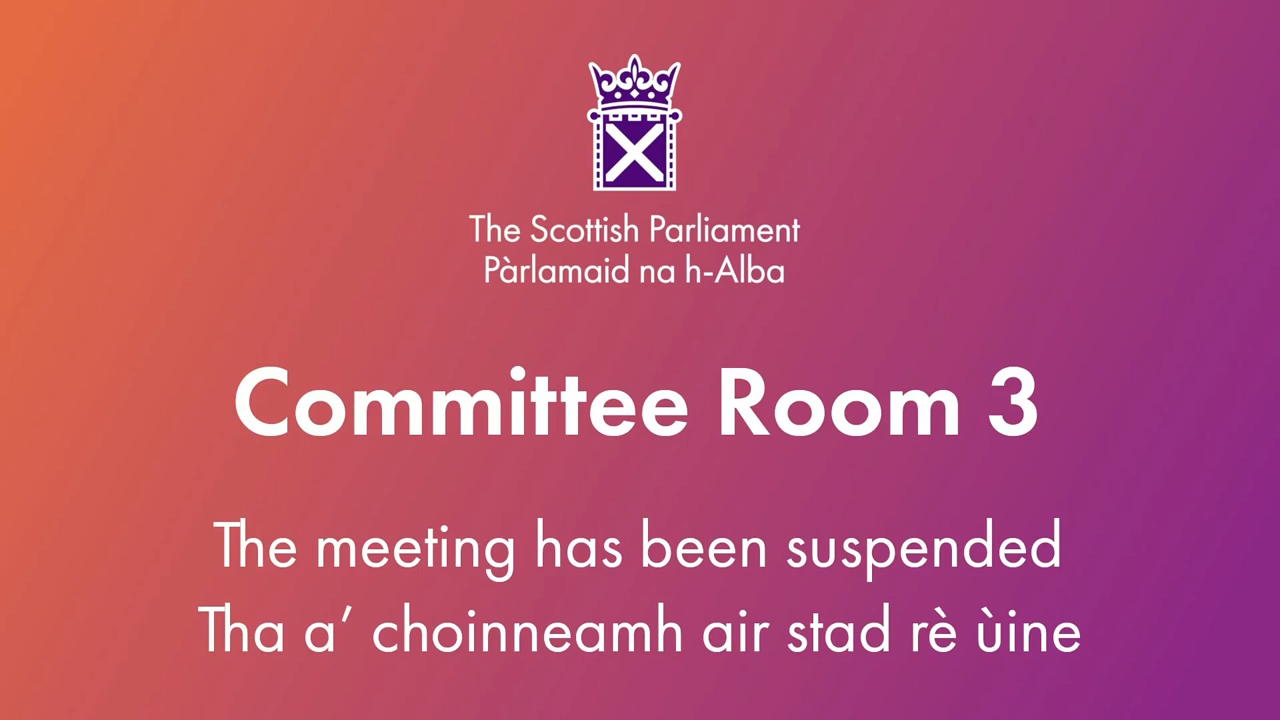 The Scottish Parliament
Pàrlamaid na h-Alba
Committee Room 3
The meeting has been suspended
Tha a’ choinneamh air stad rè ùine